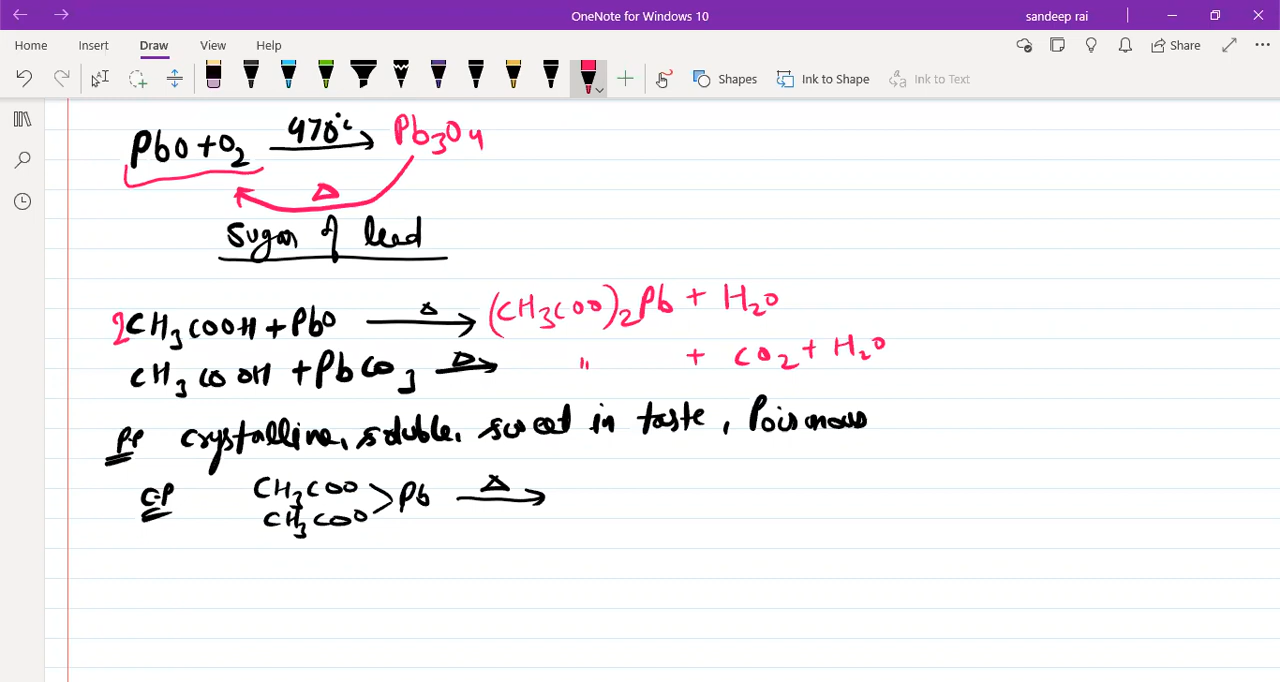 OneNote for Windows 10
sandeep rai
Home Insert Draw View Help
Share
Shapes Ink to Shape Ink to Text
PbO + O2 470°C Pb3O4
Δ
Sugar of lead
2CH3COOH + PbO Δ (CH3COO)2Pb + H2O
CH3COOH + PbCO3 Δ " + CO2 + H2O
P.P crystalline, soluble, sweet in taste, Poisonous
C.P CH3COO > Pb Δ
CH3COO